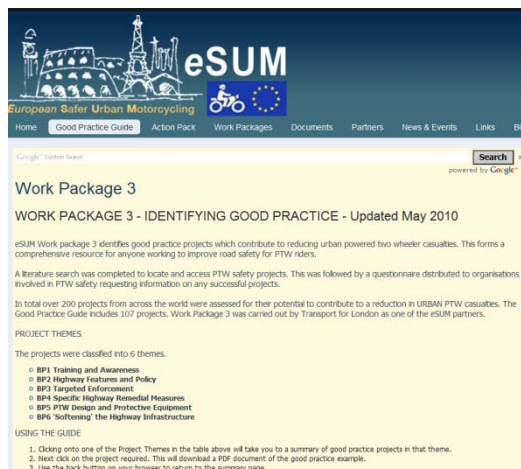 eSUM
European Safer Urban Motorcycling
Home Good Practice Guide Action Pack Work Packages Documents Partners News & Events Links
Google Custom Search Search
powered by Google
Work Package 3
WORK PACKAGE 3 - IDENTIFYING GOOD PRACTICE - Updated May 2010
eSUM Work package 3 identifies good practice projects which contribute to reducing urban powered two wheeler casualties. This forms a
comprehensive resource for anyone working to improve road safety for PTW riders.
A literature search was completed to locate and access PTW safety projects. This was followed by a questionnaire distributed to organisations
involved in PTW safety requesting information on any successful projects.
In total over 200 projects from across the world were assessed for their potential to contribute to a reduction in URBAN PTW casualties. The
Good Practice Guide includes 107 projects. Work Package 3 was carried out by Transport for London as one of the eSUM partners.
PROJECT THEMES
The projects were classified into 6 themes.
BP1 Training and Awareness
BP2 Highway Features and Policy
BP3 Targeted Enforcement
BP4 Specific Highway Remedial Measures
BP5 PTW Design and Protective Equipment
BP6 'Softening' the Highway Infrastructure
USING THE GUIDE
1. Clicking onto one of the Project Themes in the table above will take you to a summary of good practice projects in that theme.
2. Next click on the project required. This will download a PDF document of the good practice example.
3. Use the back button on your browser to return to the summary page.